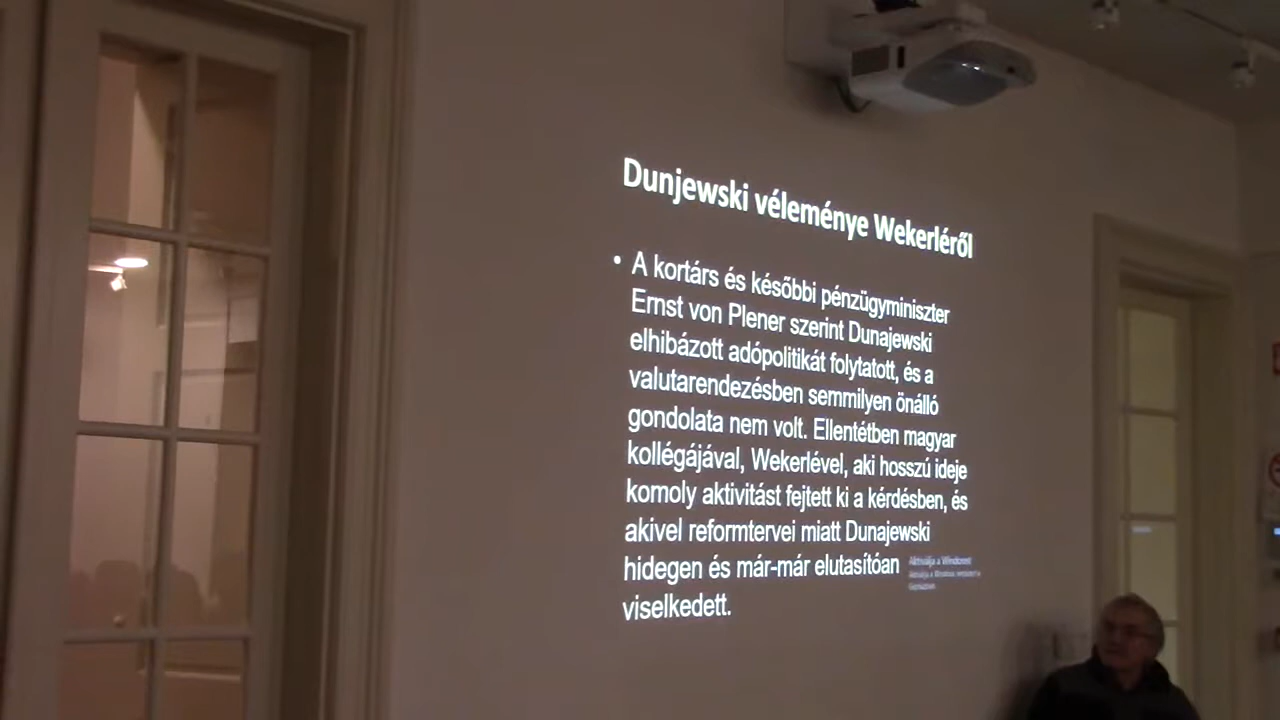 Dunjewski véleménye Wekerléről
• A kortárs és későbbi pénzügyminiszter
Ernst von Plener szerint Dunajewski
elhibázott adópolitikát folytatott, és a
valutarendezésben semmilyen önálló
gondolata nem volt. Ellentétben magyar
kollégájával, Wekerlével, aki hosszú ideje
komoly aktivitást fejtett ki a kérdésben, és
akivel reformtervei miatt Dunajewski
hidegen és már-már elutasítóan
viselkedett.
Aktiválja a Windowst